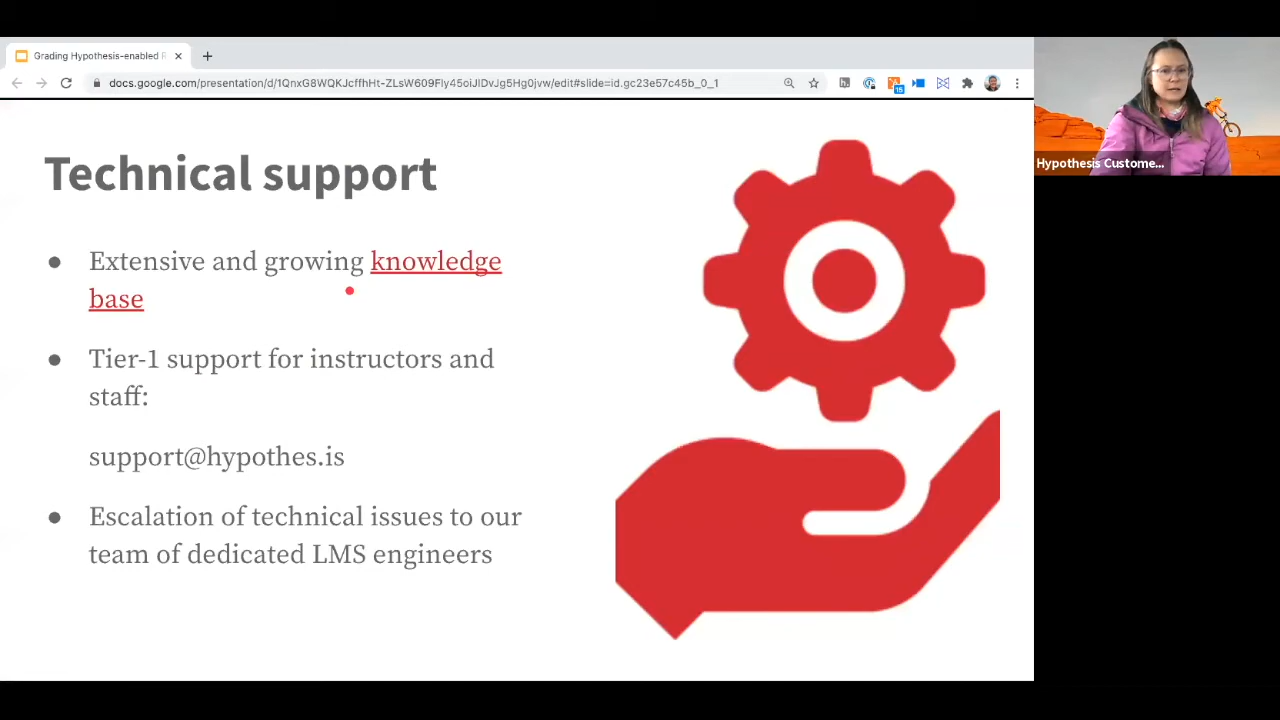 Grading Hypothesis-enabled R
docs.google.com/presentation/d/1QnxG8WQKJcffhHt-ZLsW609Fly45dJIDvJg5Hg0jvw/edit#slide=id.gc23e57c45b_0_1
15
Hypothesis Custome...
Technical support
● Extensive and growing knowledge
base
● Tier-1 support for instructors and
staff:
support@hypothes.is
● Escalation of technical issues to our
team of dedicated LMS engineers